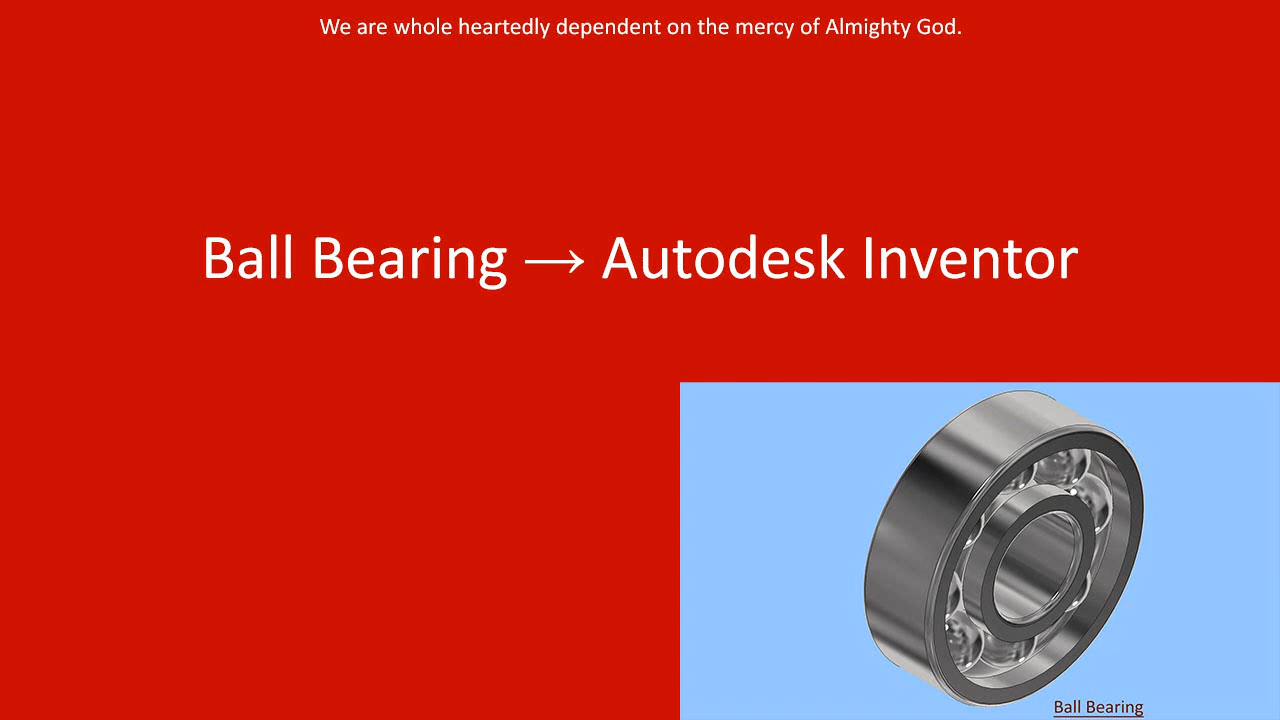 We are whole heartedly dependent on the mercy of Almighty God.
Ball Bearing → Autodesk Inventor
Ball Bearing